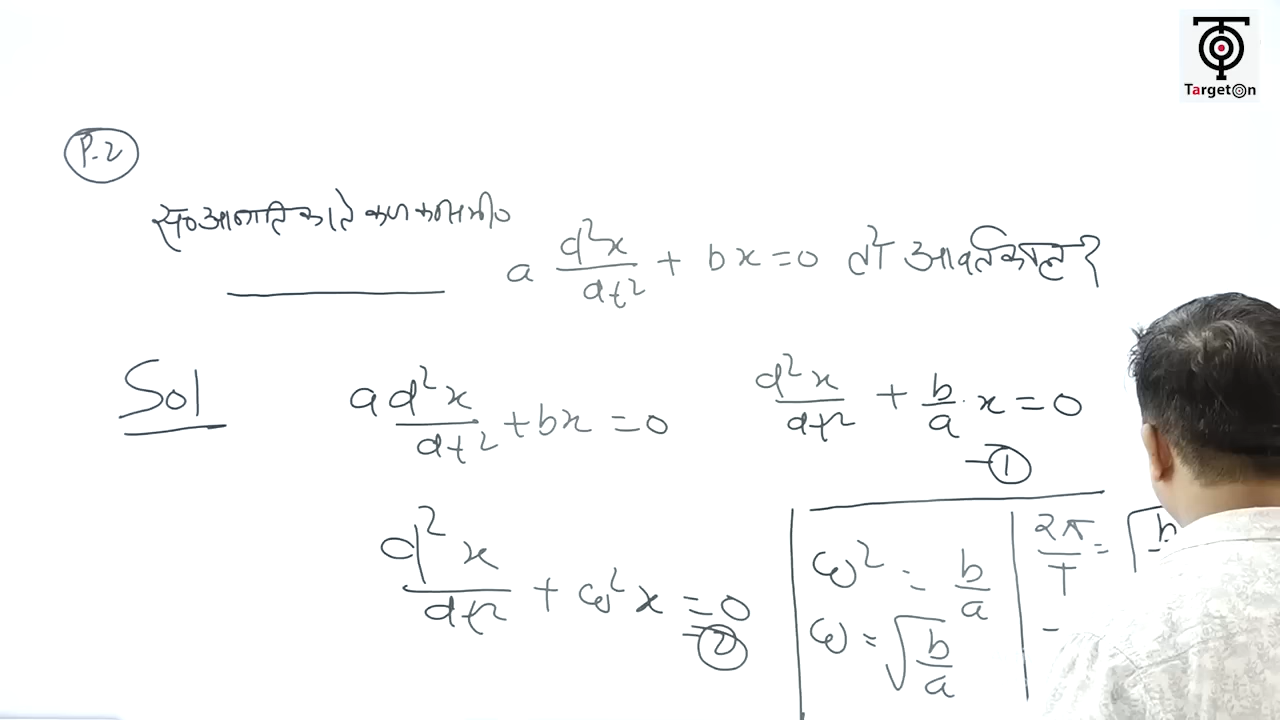 TargetOn
P.2
स०आ०गति करते कण का समी०
a d²x/dt² + bx = 0 तो आवर्तकाल?
Sol
a d²x/dt² + bx = 0
d²x/dt² + b/a . x = 0
-①
d²x/dt² + ω²x = 0
-②
ω² = b/a
ω = √b/a
2π/T = √b